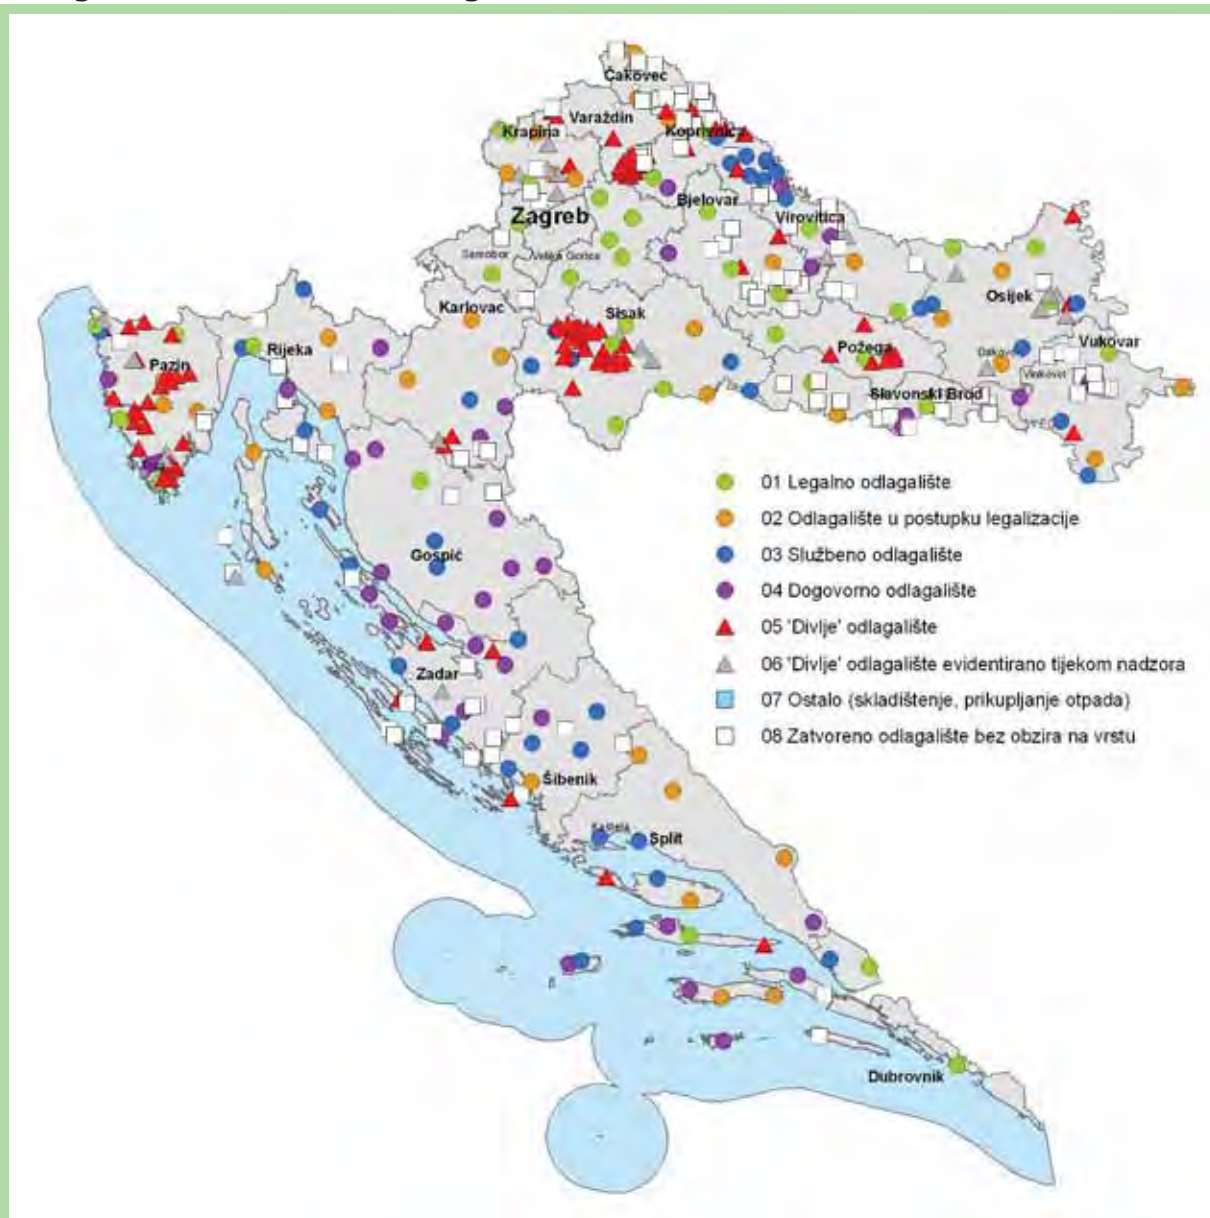 Čakovec
Varaždin
Krapina
Koprivnica
Bjelovar
Zagreb
Virovitica
Samobor
Velika Gorica
Karlovac
Sisak
Osijek
Rijeka
Pazin
Požega
Vukovar
Vinkovci
Slavonski Brod
01 Legalno odlagalište
02 Odlagalište u postupku legalizacije
03 Službeno odlagalište
04 Dogovorno odlagalište
05 'Divlje' odlagalište
06 'Divlje' odlagalište evidentirano tijekom nadzora
07 Ostalo (skladištenje, prikupljanje otpada)
08 Zatvoreno odlagalište bez obzira na vrstu
Gospić
Zadar
Šibenik
Split
Dubrovnik